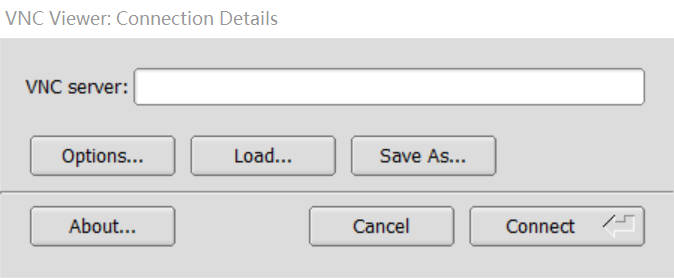 VNC Viewer: Connection Details
VNC server:
Options... Load... Save As...
About... Cancel Connect